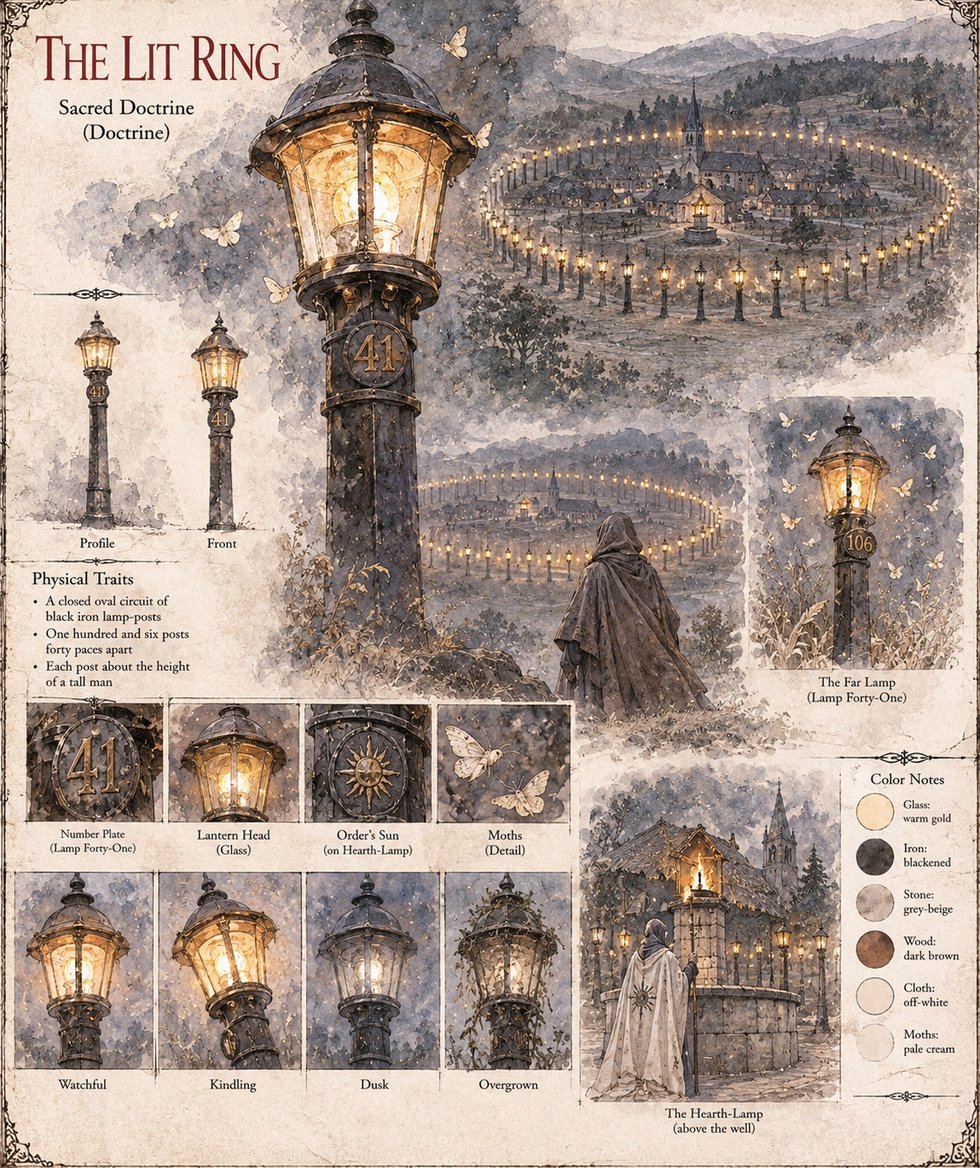 THE LIT RING
Sacred Doctrine
(Doctrine)
41
41
41
Profile
Front
Physical Traits
• A closed oval circuit of
black iron lamp-posts
• One hundred and six posts
forty paces apart
• Each post about the height
of a tall man
106
The Far Lamp
(Lamp Forty-One)
41
Number Plate
(Lamp Forty-One)
Lantern Head
(Glass)
Order's Sun
(on Hearth-Lamp)
Moths
(Detail)
Watchful
Kindling
Dusk
Overgrown
The Hearth-Lamp
(above the well)
Color Notes
Glass:
warm gold
Iron:
blackened
Stone:
grey-beige
Wood:
dark brown
Cloth:
off-white
Moths:
pale cream